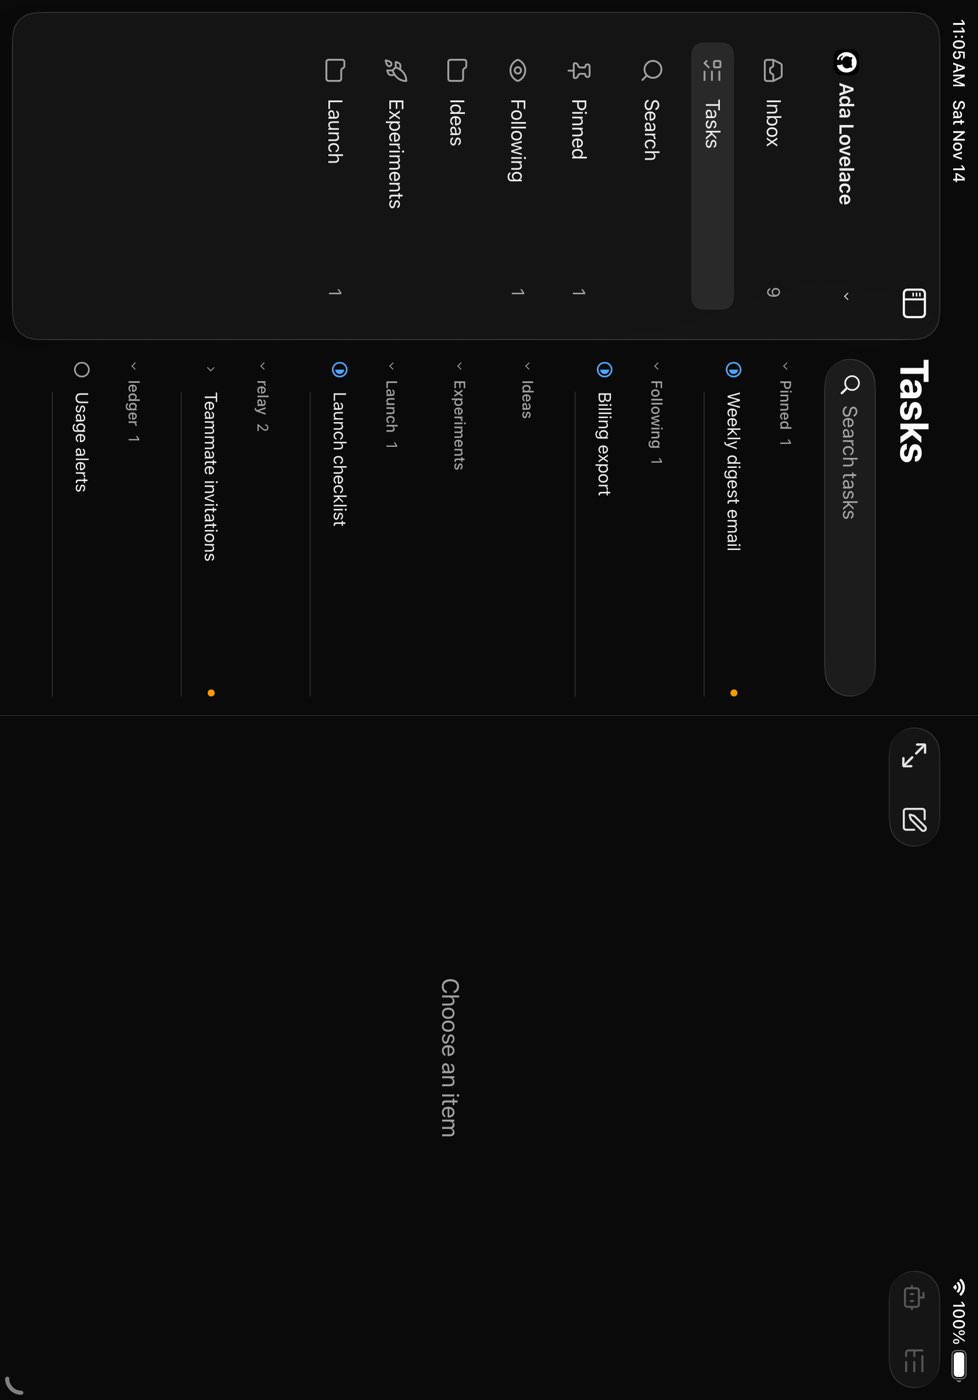 11:05 AM Sat Nov 14
100%
Ada Lovelace
Inbox 9
Tasks
Search
Pinned 1
Following 1
Ideas
Experiments
Launch 1
Tasks
Search tasks
Pinned 1
Weekly digest email
Following 1
Billing export
Ideas
Experiments
Launch 1
Launch checklist
relay 2
Teammate invitations
ledger 1
Usage alerts
Choose an item